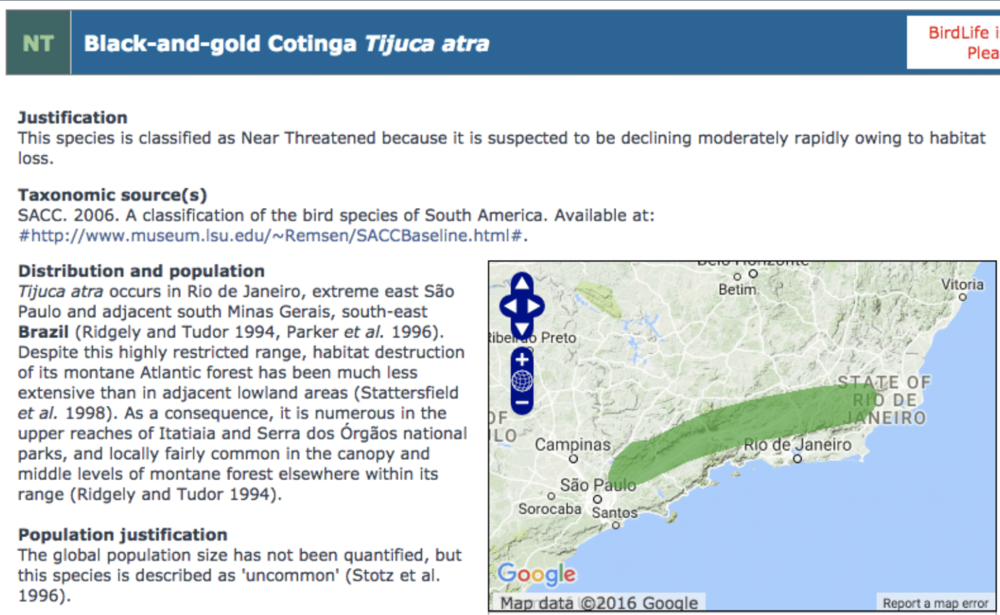 NT
Black-and-gold Cotinga Tijuca atra
BirdLife
Justification
This species is classified as Near Threatened because it is suspected to be declining moderately rapidly owing to habitat
loss.
Taxonomic source(s)
SACC. 2006. A classification of the bird species of South America. Available at:
#http://www.museum.lsu.edu/~Remsen/SACCBaseline.html#.
Distribution and population
Tijuca atra occurs in Rio de Janeiro, extreme east São
Paulo and adjacent south Minas Gerais, south-east
Brazil (Ridgely and Tudor 1994, Parker et al. 1996).
Despite this highly restricted range, habitat destruction
of its montane Atlantic forest has been much less
extensive than in adjacent lowland areas (Stattersfield
et al. 1998). As a consequence, it is numerous in the
upper reaches of Itatiaia and Serra dos Órgãos national
parks, and locally fairly common in the canopy and
middle levels of montane forest elsewhere within its
range (Ridgely and Tudor 1994).
Population justification
The global population size has not been quantified, but
this species is described as 'uncommon' (Stotz et al.
1996).
Belo Horizonte
Betim
Vitoria
Preto
STATE OF
RIO DE
JANEIRO
Campinas
Rio de Janeiro
São Paulo
Sorocaba
Santos
Google
Map data ©2016 Google
Report a map error